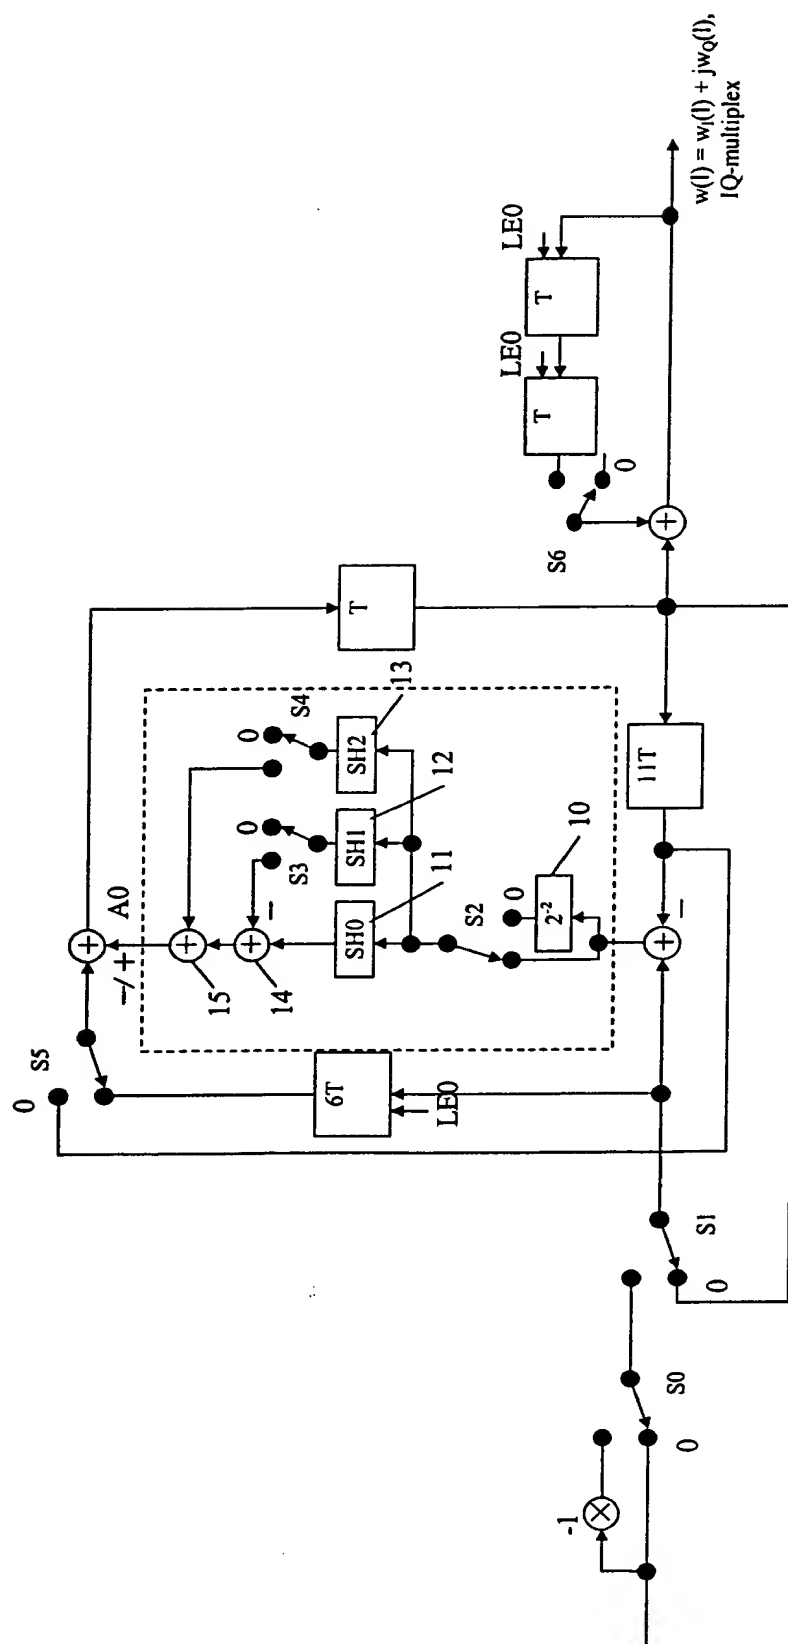 -1
0
S0
0
S1
0
S5
6T
LE0
-/+
A0
15
14
SH0
11
S2
0
2⁻²
10
-
-
S3
0
SH1
12
0
S4
SH2
13
11T
T
S6
0
T
LE0
T
LE0
w(l) = w_I(l) + jw_Q(l),
IQ-multiplex